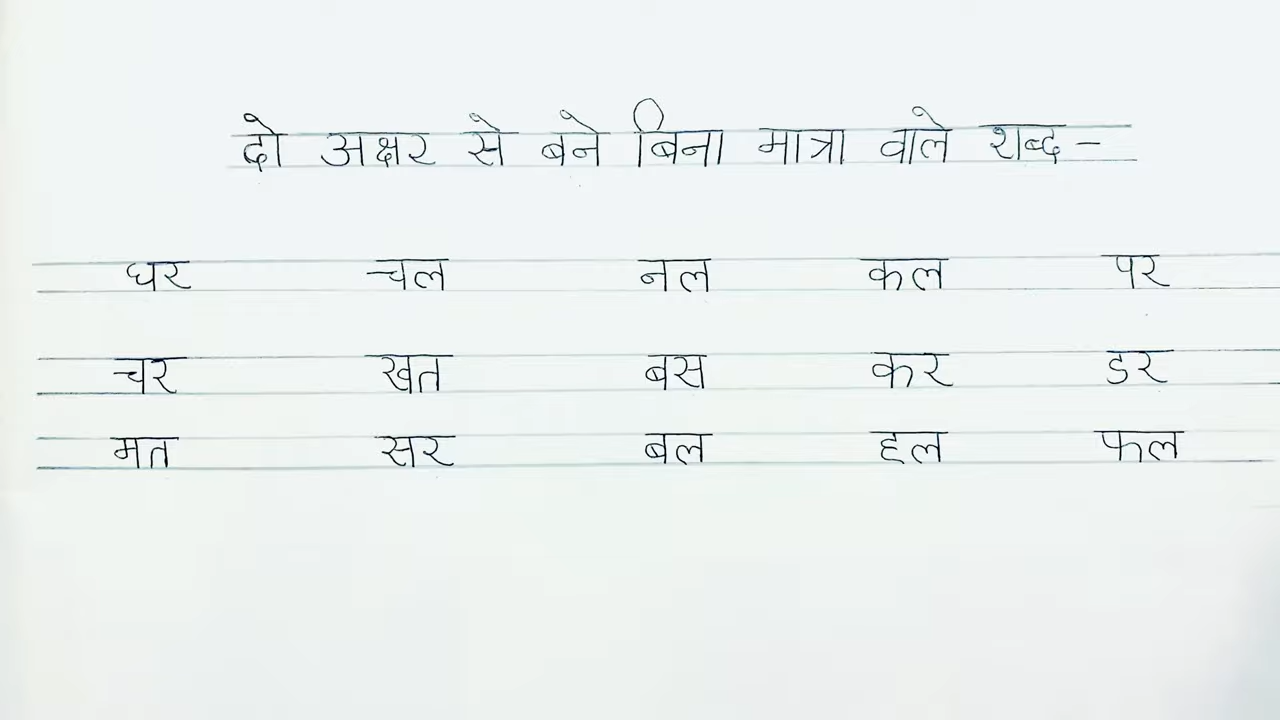 दो अक्षर से बने बिना मात्रा वाले शब्द -
घर चल नल कल पर
चर खत बस कर डर
मत सर बल हल फल